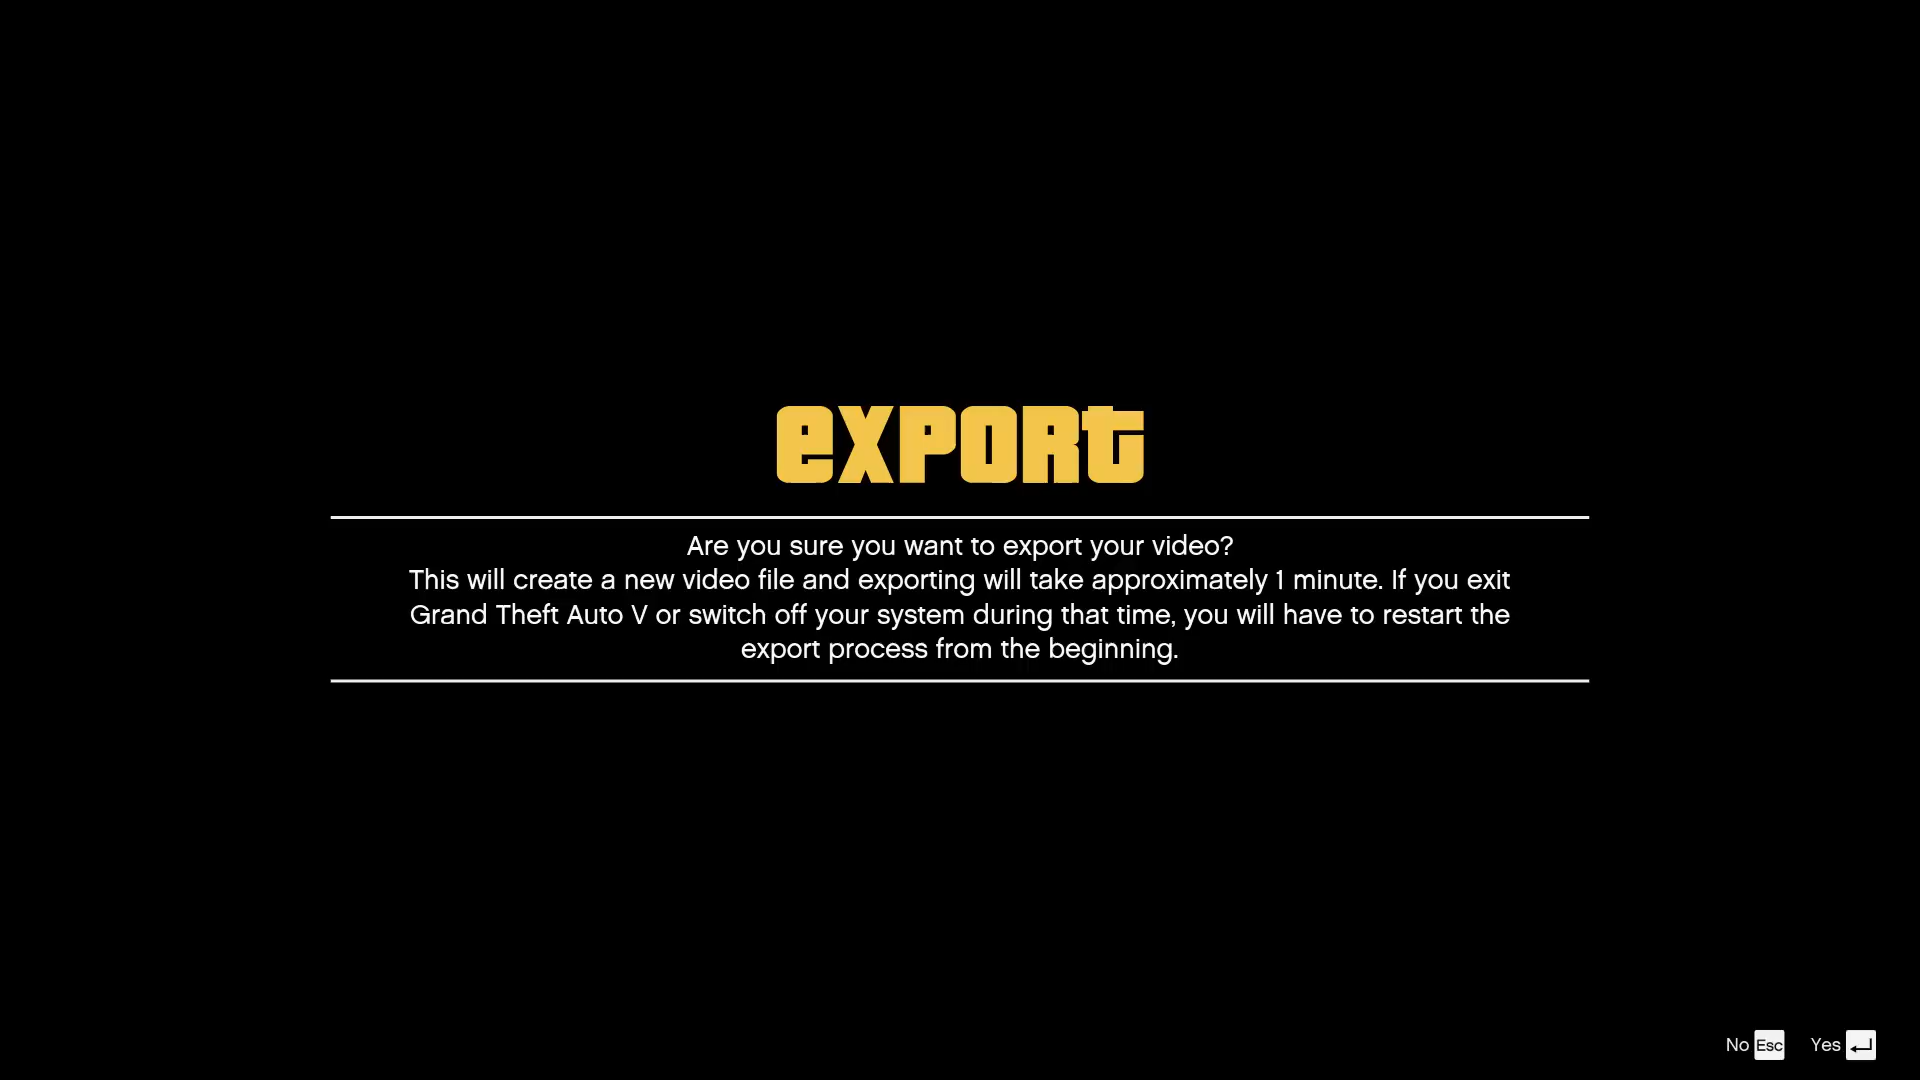 export
Are you sure you want to export your video?
This will create a new video file and exporting will take approximately 1 minute. If you exit
Grand Theft Auto V or switch off your system during that time, you will have to restart the
export process from the beginning.
No Esc Yes